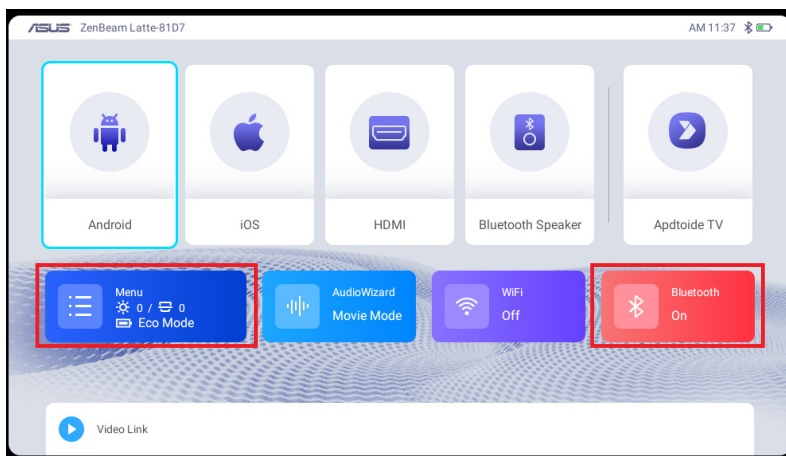 ASUS ZenBeam Latte-81D7 AM 11:37
Android iOS HDMI Bluetooth Speaker Apdtoide TV
Menu
0 / 0
Eco Mode
AudioWizard
Movie Mode
WiFi
Off
Bluetooth
On
Video Link